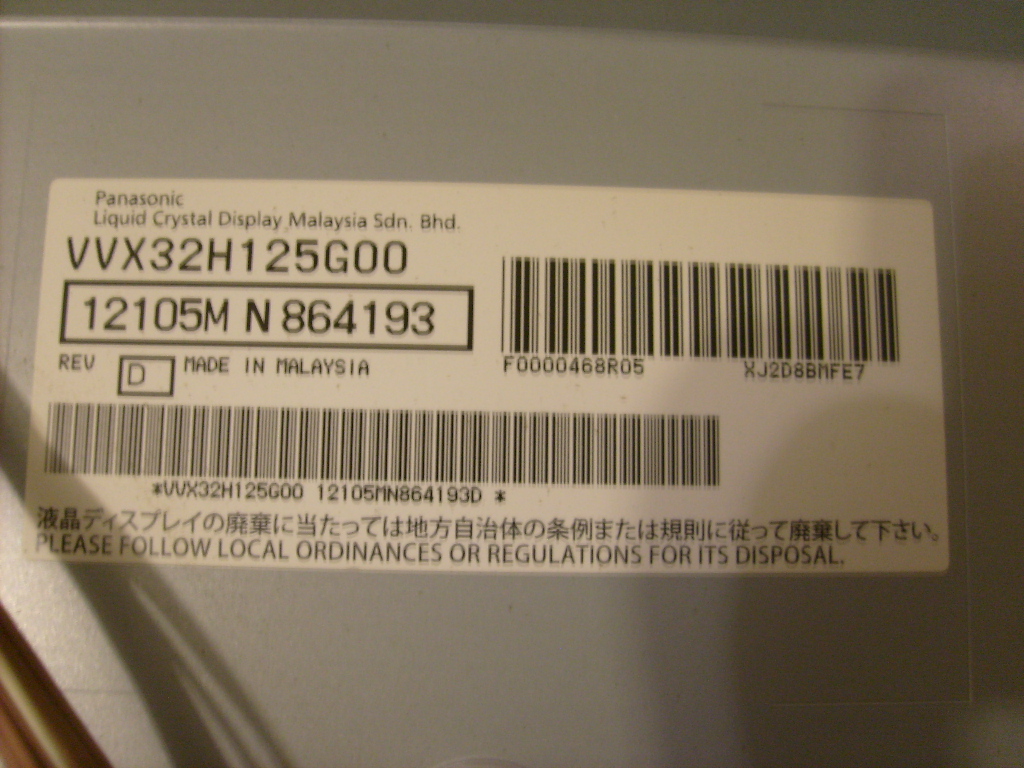 Panasonic
Liquid Crystal Display Malaysia Sdn. Bhd.
VVX32H125G00
12105M N 864193
REV D MADE IN MALAYSIA
F0000468R05 XJ2D8BMFE7
*VVX32H125G00 12105MN864193D *
液晶ディスプレイの廃棄に当たっては地方自治体の条例または規則に従って廃棄して下さい。
PLEASE FOLLOW LOCAL ORDINANCES OR REGULATIONS FOR ITS DISPOSAL.